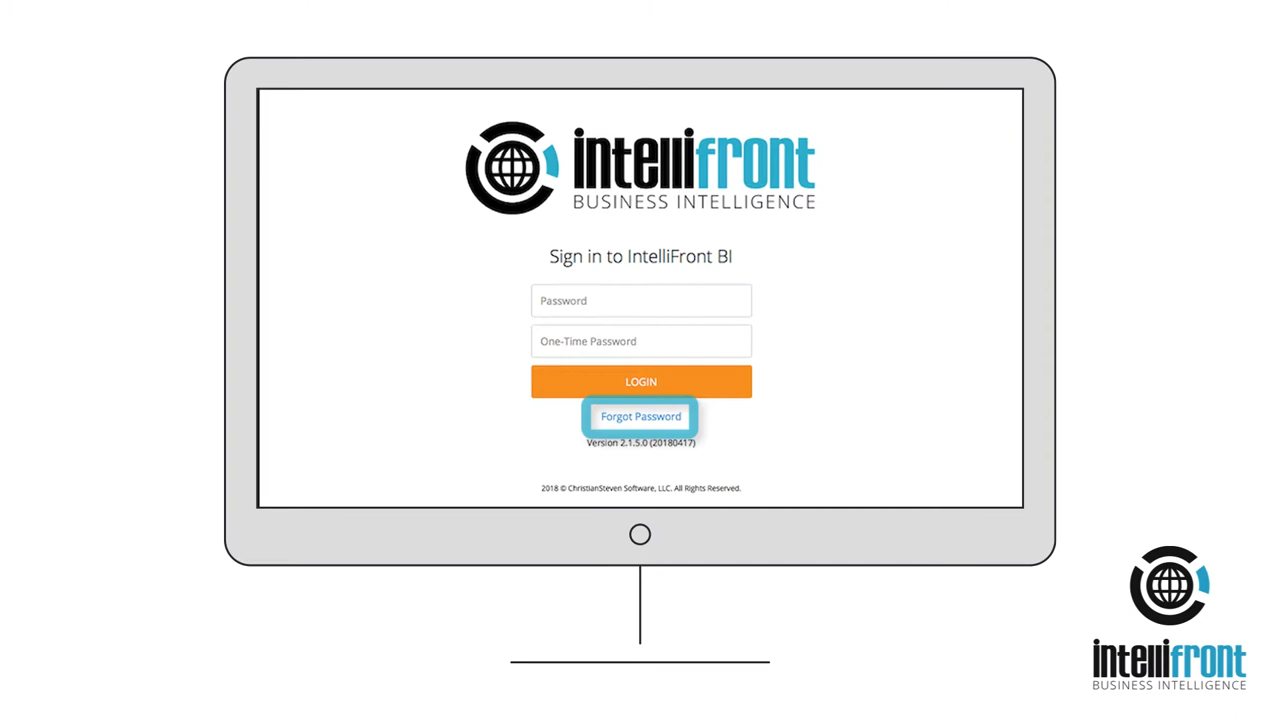 intellifront
BUSINESS INTELLIGENCE
Sign in to IntelliFront BI
Password
One-Time Password
LOGIN
Forgot Password
Version 2.1.5.0 (20180417)
2018 © ChristianSteven Software, LLC. All Rights Reserved.
intellifront
BUSINESS INTELLIGENCE